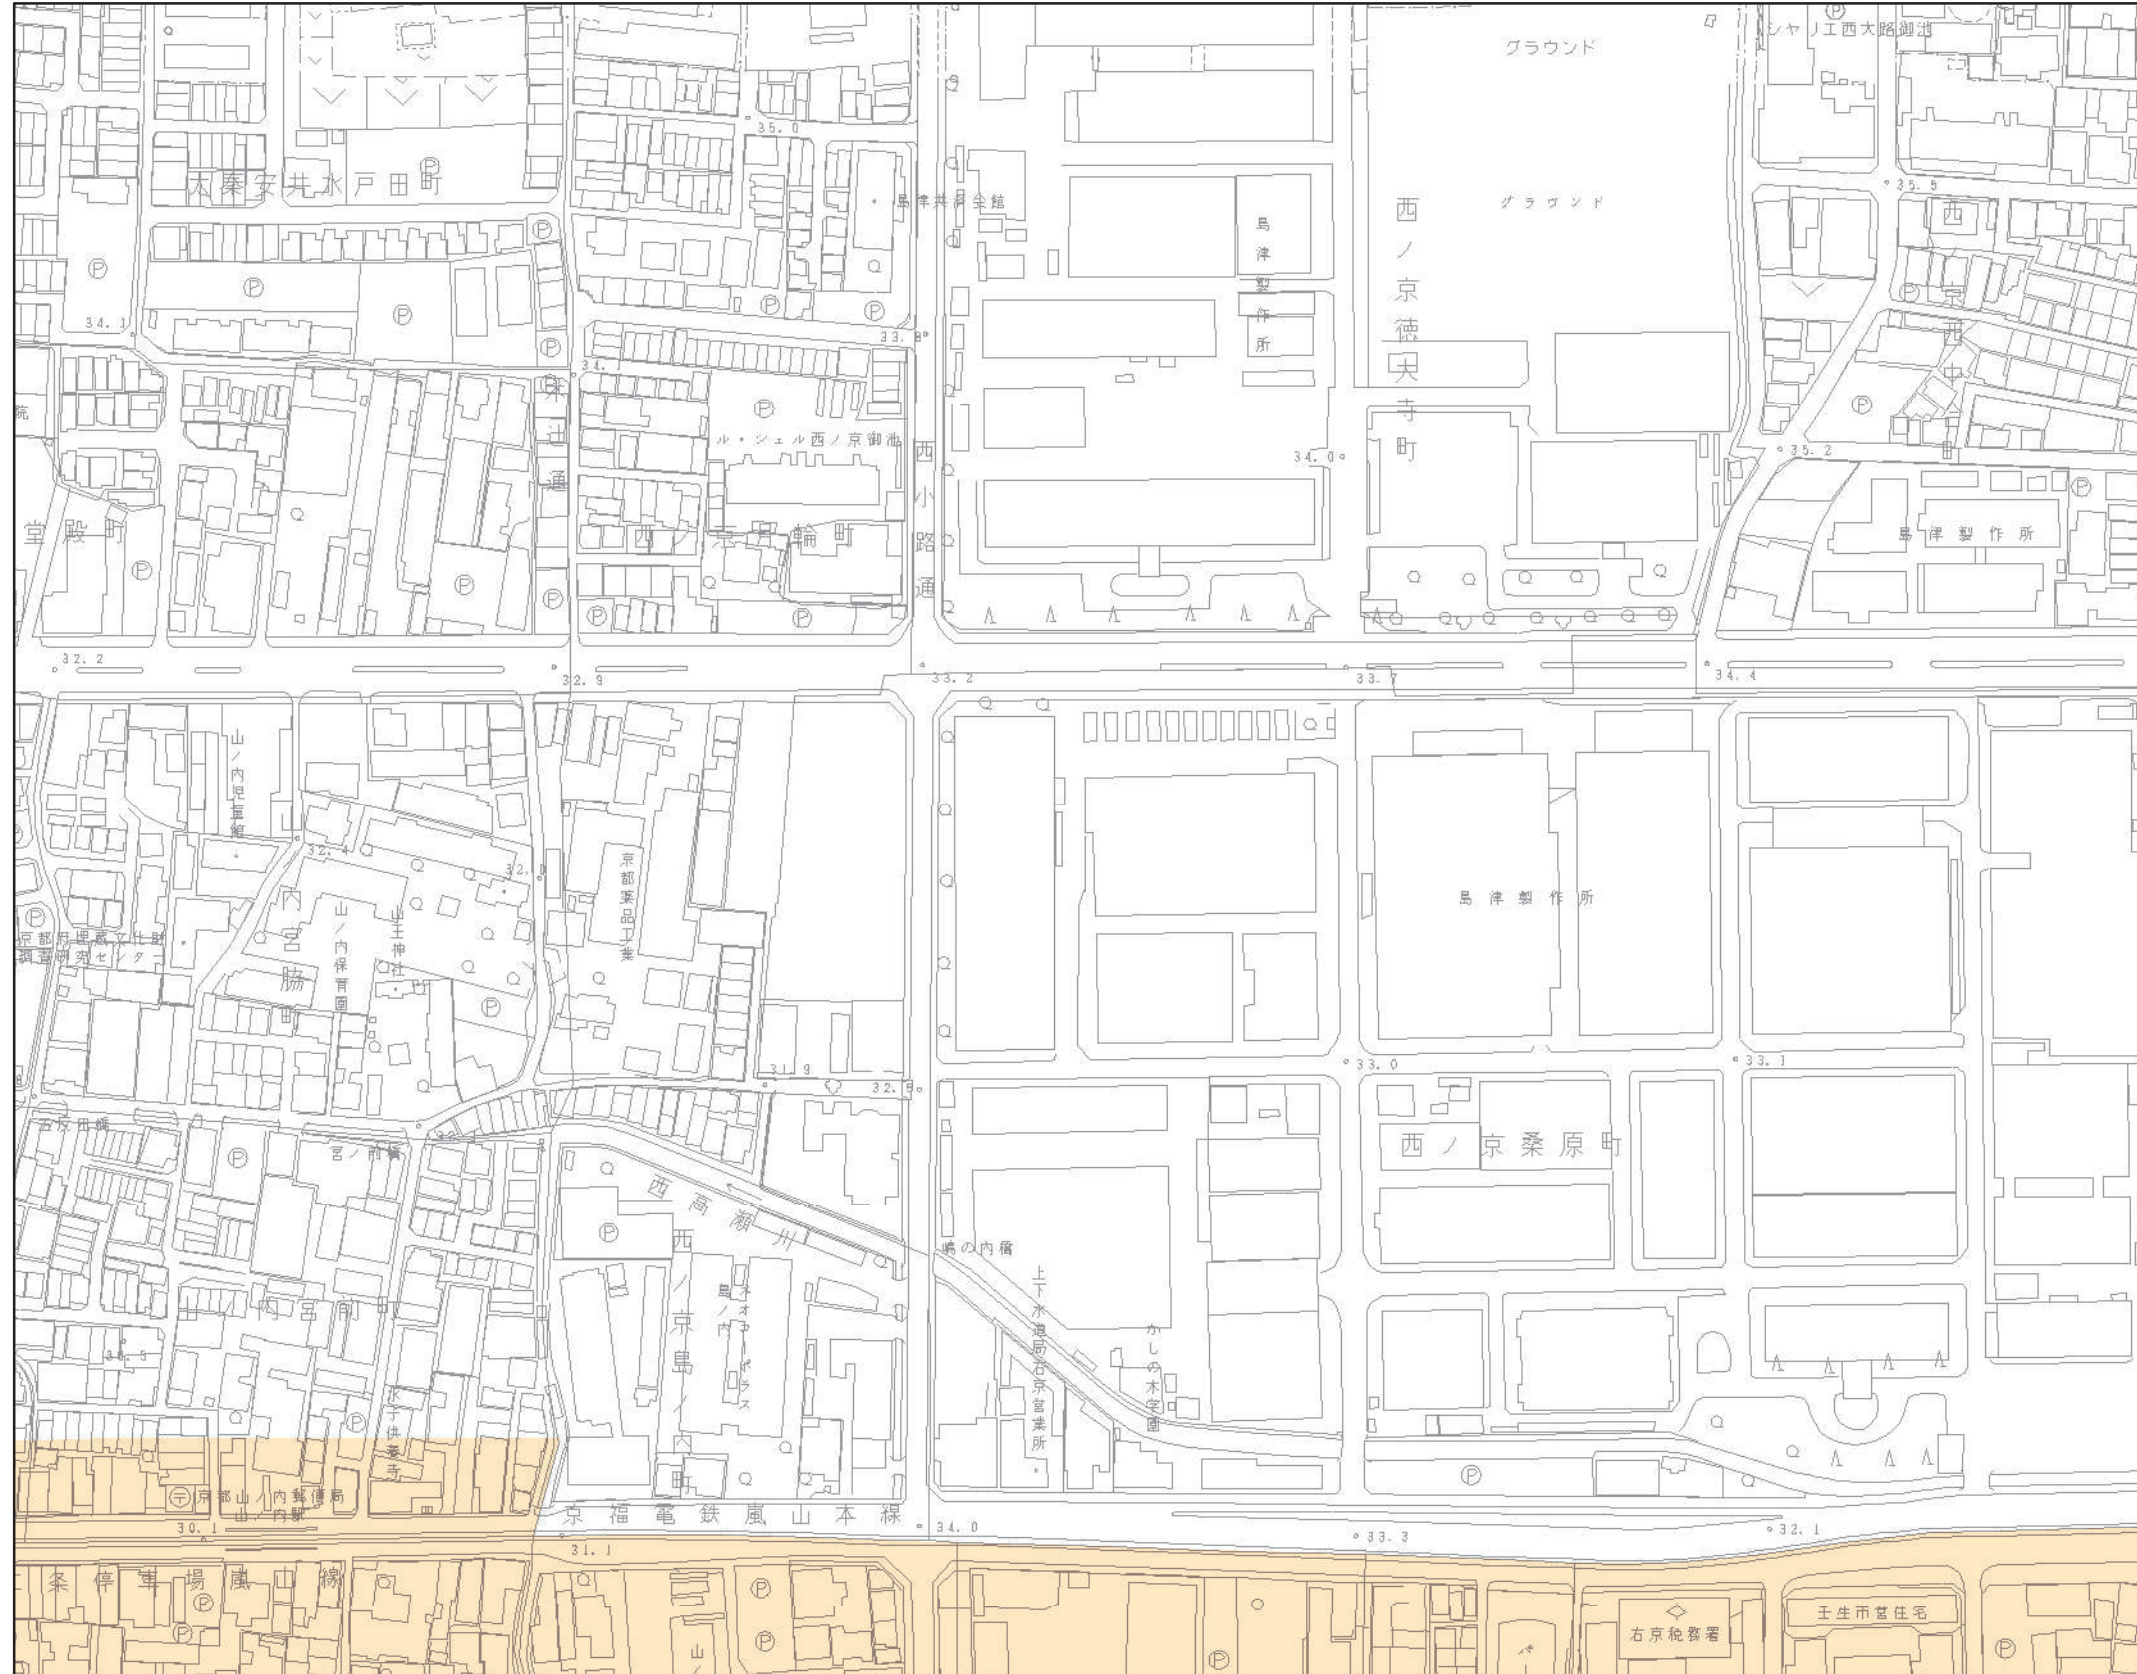 シャリエ西大路御池
グラウンド
35.0
太秦安井水戸田町
35.5
島津共済会館
グラウンド
島津製作所
西ノ京徳大寺町
西ノ京西中合町
34.1
33.8
34.1
ル・シェル西ノ京御池
34.0
35.2
西小路通
堂殿町
西ノ京月輪町
島津製作所
32.2
32.9
33.2
33.7
34.4
山ノ内児童館
32.4
京都薬品工業
島津製作所
内宮脇町
山ノ内保育園
山王神社
京都府埋蔵文化財
調査研究センター
31.9
33.0
33.1
宮ノ前橋
西ノ京桑原町
西高瀬川
嶋の内橋
西ノ京島ノ内町
上下水道局右京営業所
かしの木学園
山ノ内宮前町
水子供養寺
京都山ノ内郵便局
山ノ内駅
京福電鉄嵐山本線
30.1
34.0
33.3
32.1
31.1
三条停車場嵐山線
壬生市営住宅
右京税務署